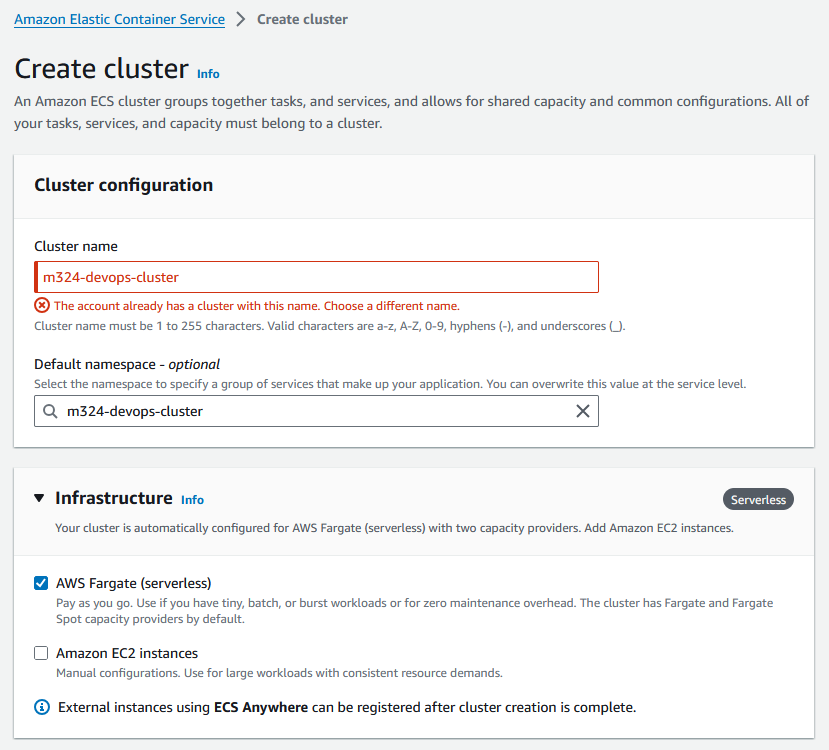 Amazon Elastic Container Service > Create cluster
Create cluster Info
An Amazon ECS cluster groups together tasks, and services, and allows for shared capacity and common configurations. All of
your tasks, services, and capacity must belong to a cluster.
Cluster configuration
Cluster name
m324-devops-cluster
The account already has a cluster with this name. Choose a different name.
Cluster name must be 1 to 255 characters. Valid characters are a-z, A-Z, 0-9, hyphens (-), and underscores (_).
Default namespace - optional
Select the namespace to specify a group of services that make up your application. You can overwrite this value at the service level.
m324-devops-cluster
Infrastructure Info Serverless
Your cluster is automatically configured for AWS Fargate (serverless) with two capacity providers. Add Amazon EC2 instances.
AWS Fargate (serverless)
Pay as you go. Use if you have tiny, batch, or burst workloads or for zero maintenance overhead. The cluster has Fargate and Fargate
Spot capacity providers by default.
Amazon EC2 instances
Manual configurations. Use for large workloads with consistent resource demands.
External instances using ECS Anywhere can be registered after cluster creation is complete.